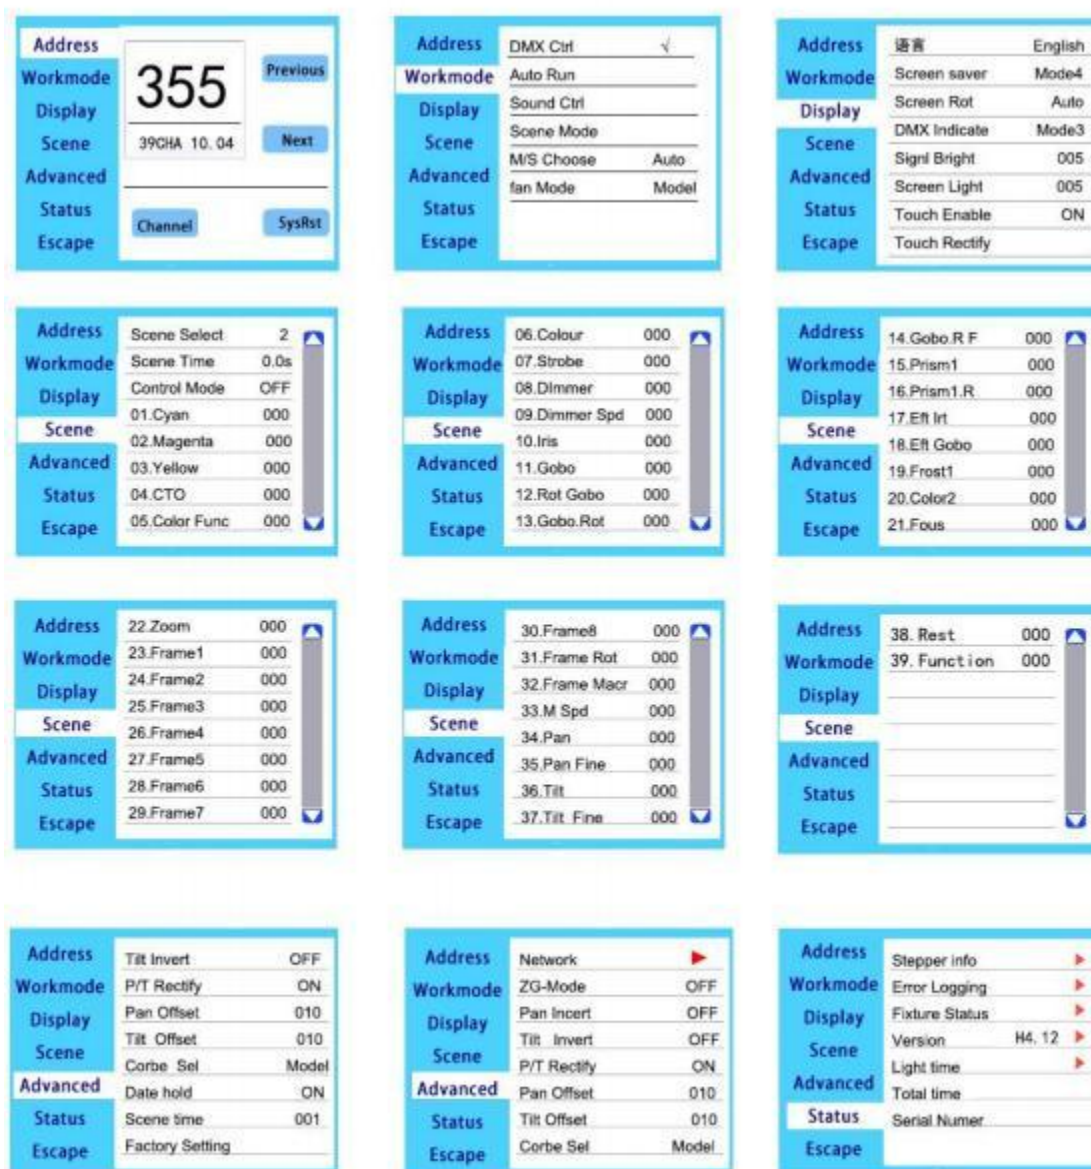 Address
Workmode
Display
Scene
Advanced
Status
Escape
355
39CHA 10.04
Previous
Next
Channel
SysRst
Address
Workmode
Display
Scene
Advanced
Status
Escape
DMX Ctrl √
Auto Run
Sound Ctrl
Scene Mode
M/S Choose Auto
fan Mode Model
Address
Workmode
Display
Scene
Advanced
Status
Escape
语言 English
Screen saver Mode4
Screen Rot Auto
DMX Indicate Mode3
Signl Bright 005
Screen Light 005
Touch Enable ON
Touch Rectify
Address
Workmode
Display
Scene
Advanced
Status
Escape
Scene Select 2
Scene Time 0.0s
Control Mode OFF
01.Cyan 000
02.Magenta 000
03.Yellow 000
04.CTO 000
05.Color Func 000
Address
Workmode
Display
Scene
Advanced
Status
Escape
06.Colour 000
07.Strobe 000
08.DImmer 000
09.Dimmer Spd 000
10.Iris 000
11.Gobo 000
12.Rot Gobo 000
13.Gobo.Rot 000
Address
Workmode
Display
Scene
Advanced
Status
Escape
14.Gobo.R F 000
15.Prism1 000
16.Prism1.R 000
17.Eft Irt 000
18.Eft Gobo 000
19.Frost1 000
20.Color2 000
21.Fous 000
Address
Workmode
Display
Scene
Advanced
Status
Escape
22.Zoom 000
23.Frame1 000
24.Frame2 000
25.Frame3 000
26.Frame4 000
27.Frame5 000
28.Frame6 000
29.Frame7 000
Address
Workmode
Display
Scene
Advanced
Status
Escape
30.Frame8 000
31.Frame Rot 000
32.Frame Macr 000
33.M Spd 000
34.Pan 000
35.Pan Fine 000
36.Tilt 000
37.Tilt Fine 000
Address
Workmode
Display
Scene
Advanced
Status
Escape
38. Rest 000
39. Function 000
Address
Workmode
Display
Scene
Advanced
Status
Escape
Tilt Invert OFF
P/T Rectify ON
Pan Offset 010
Tilt Offset 010
Corbe Sel Model
Date hold ON
Scene time 001
Factory Setting
Address
Workmode
Display
Scene
Advanced
Status
Escape
Network
ZG-Mode OFF
Pan Incert OFF
Tilt Invert OFF
P/T Rectify ON
Pan Offset 010
Tilt Offset 010
Corbe Sel Model
Address
Workmode
Display
Scene
Advanced
Status
Escape
Stepper info
Error Logging
Fixture Status
Version H4. 12
Light time
Total time
Serial Numer